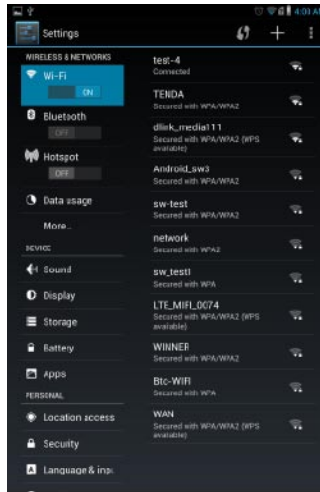 4:03 AM
Settings
WIRELESS & NETWORKS
Wi-Fi
ON
Bluetooth
OFF
Hotspot
OFF
Data usage
More...
DEVICE
Sound
Display
Storage
Battery
Apps
PERSONAL
Location access
Security
A Language & inpu
test-4
Connected
TENDA
Secured with WPA/WPA2
dlink_media111
Secured with WPA/WPA2 (WPS
available)
Android_sw3
Secured with WPA/WPA2
sw-test
Secured with WPA/WPA2
network
Secured with WPA2
sw_test1
Secured with WPA
LTE_MIFI_0074
Secured with WPA/WPA2 (WPS
available)
WINNER
Secured with WPA/WPA2
Btc-WIFI
Secured with WPA
WAN
Secured with WPA/WPA2 (WPS
available)